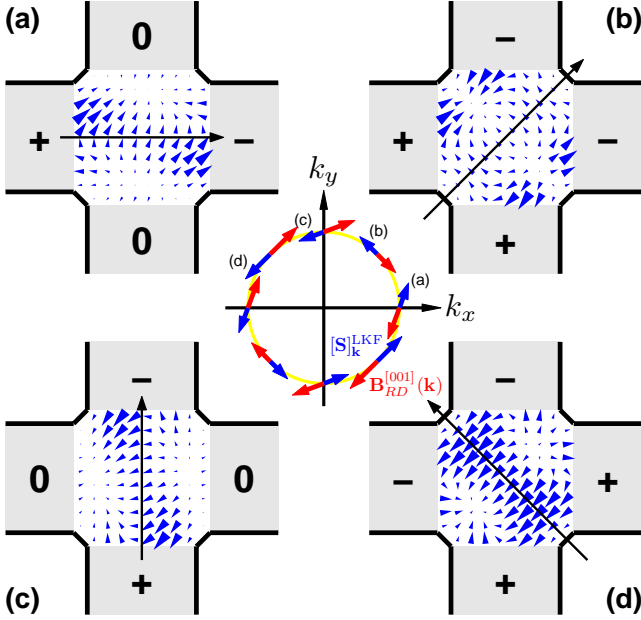 (a) 0 (b) −
+ − + −
0 +
k_y
(c) (b)
(d) (a)
k_x
[S]_k^LKF
B_RD^[001](k)
− −
0 0 − +
+ +
(c) (d)